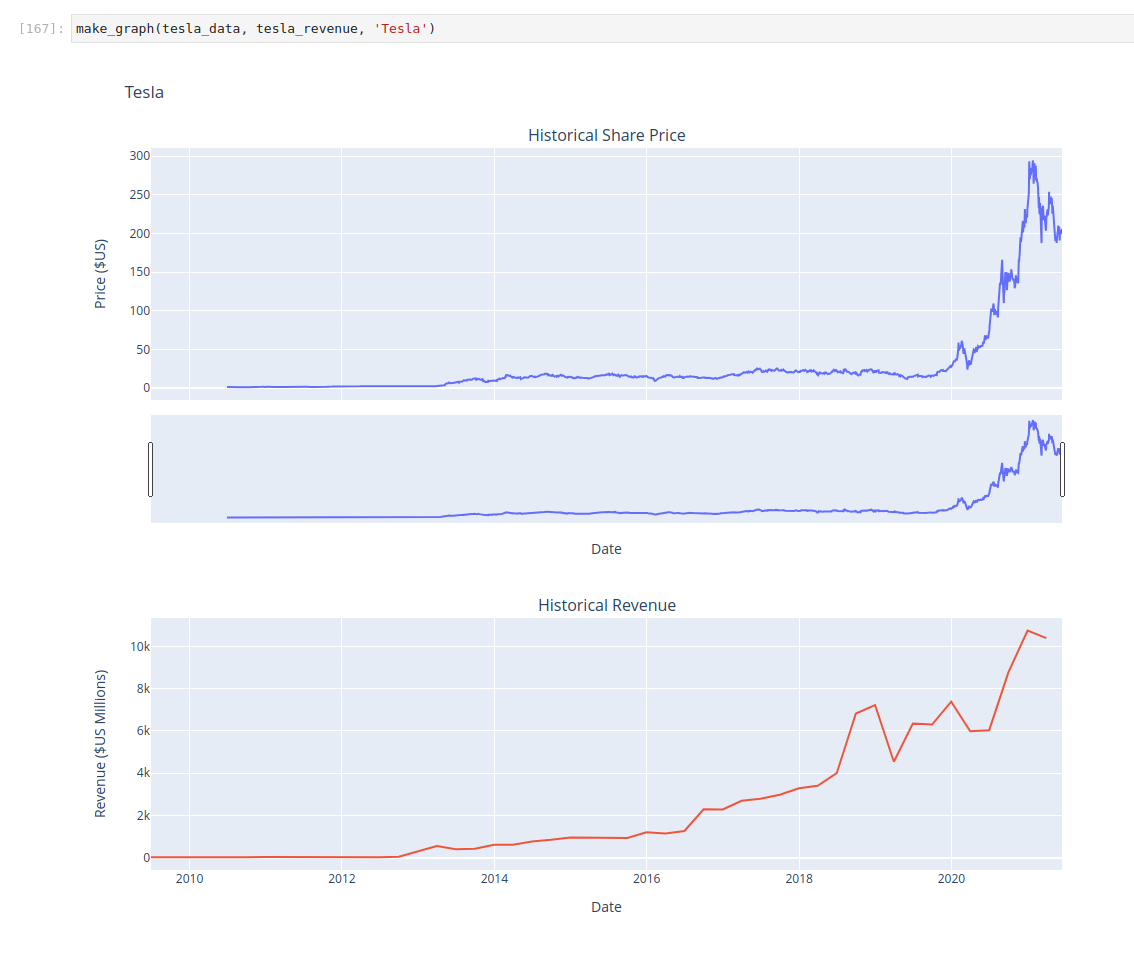 [167]: make_graph(tesla_data, tesla_revenue, 'Tesla')
Tesla
Historical Share Price
300
250
200
150
100
50
0
Price ($US)
Date
Historical Revenue
10k
8k
6k
4k
2k
0
Revenue ($US Millions)
2010 2012 2014 2016 2018 2020
Date